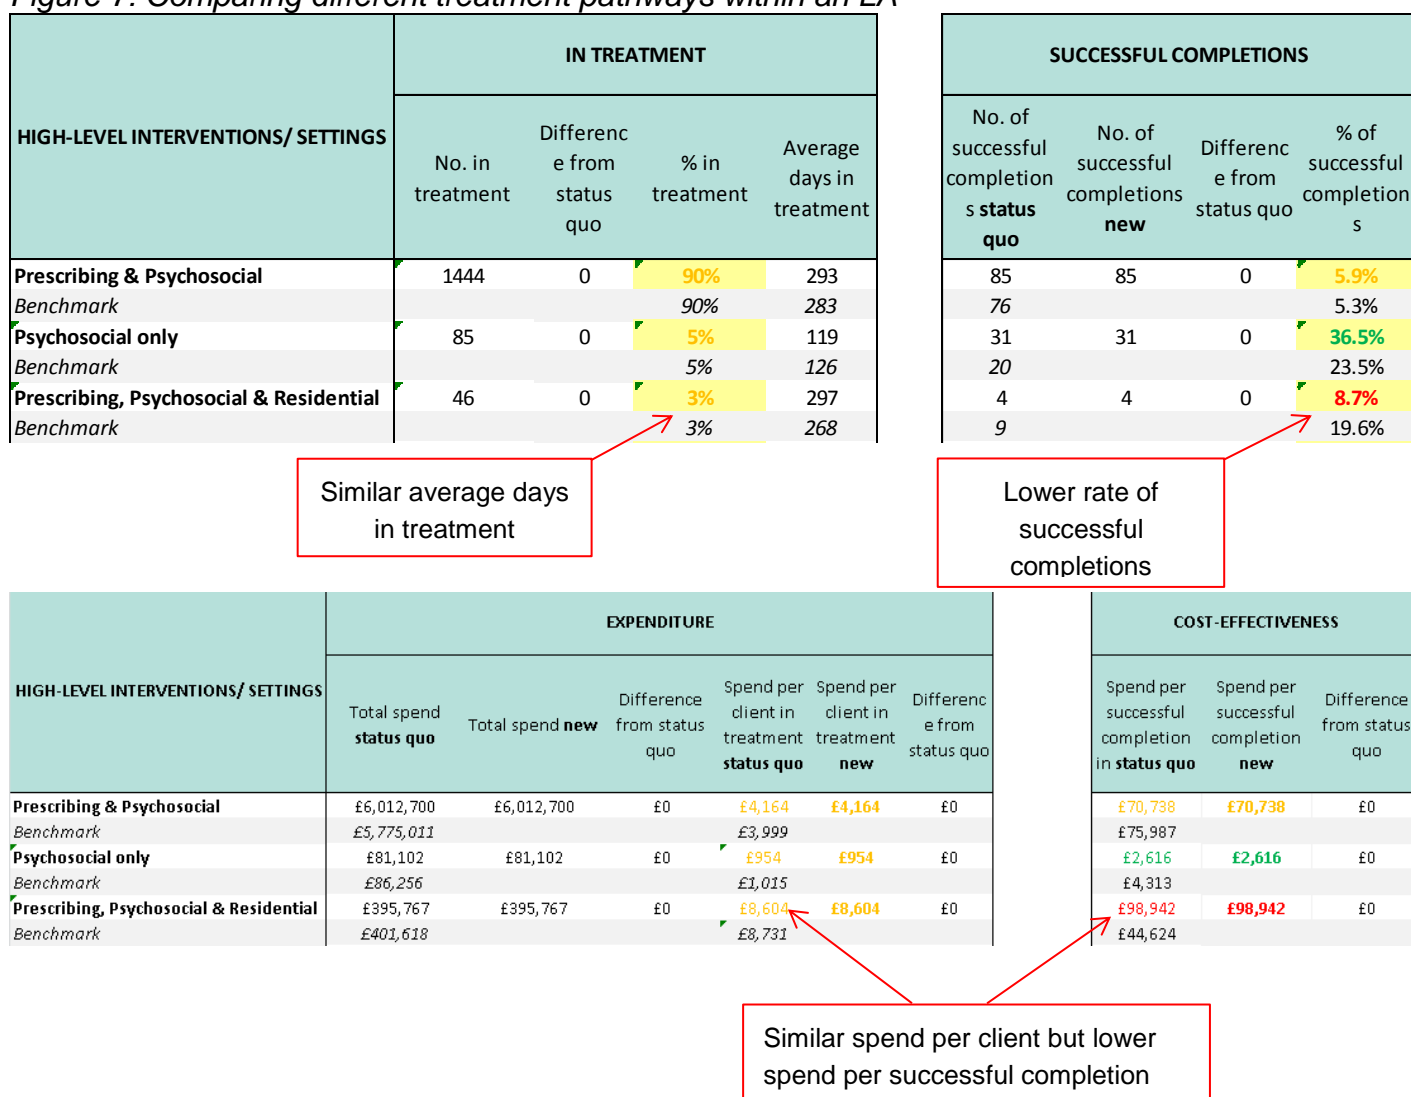 Figure 7: Comparing different treatment pathways within an LA
HIGH-LEVEL INTERVENTIONS/ SETTINGS
IN TREATMENT
SUCCESSFUL COMPLETIONS
No. in
treatment
Differenc
e from
status
quo
% in
treatment
Average
days in
treatment
No. of
successful
completion
s status
quo
No. of
successful
completions
new
Differenc
e from
status quo
% of
successful
completion
s
Prescribing & Psychosocial 1444 0 90% 293 85 85 0 5.9%
Benchmark 90% 283 76 5.3%
Psychosocial only 85 0 5% 119 31 31 0 36.5%
Benchmark 5% 126 20 23.5%
Prescribing, Psychosocial & Residential 46 0 3% 297 4 4 0 8.7%
Benchmark 3% 268 9 19.6%
Similar average days
in treatment
Lower rate of
successful
completions
HIGH-LEVEL INTERVENTIONS/ SETTINGS
EXPENDITURE
COST-EFFECTIVENESS
Total spend
status quo
Total spend new
Difference
from status
quo
Spend per
client in
treatment
status quo
Spend per
client in
treatment
new
Differenc
e from
status quo
Spend per
successful
completion
in status quo
Spend per
successful
completion
new
Difference
from status
quo
Prescribing & Psychosocial £6,012,700 £6,012,700 £0 £4,164 £4,164 £0 £70,738 £70,738 £0
Benchmark £5,775,011 £3,999 £75,987
Psychosocial only £81,102 £81,102 £0 £954 £954 £0 £2,616 £2,616 £0
Benchmark £86,256 £1,015 £4,313
Prescribing, Psychosocial & Residential £395,767 £395,767 £0 £8,604 £8,604 £0 £98,942 £98,942 £0
Benchmark £401,618 £8,731 £44,624
Similar spend per client but lower
spend per successful completion